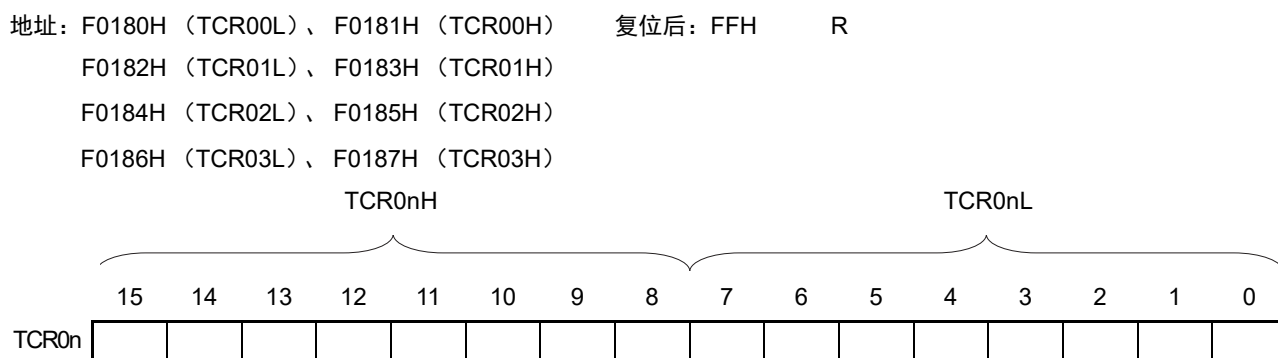 地址：F0180H （TCR00L）、 F0181H （TCR00H） 复位后：FFH R
F0182H （TCR01L）、 F0183H （TCR01H）
F0184H （TCR02L）、 F0185H （TCR02H）
F0186H （TCR03L）、 F0187H （TCR03H）
TCR0nH TCR0nL
15 14 13 12 11 10 9 8 7 6 5 4 3 2 1 0
TCR0n